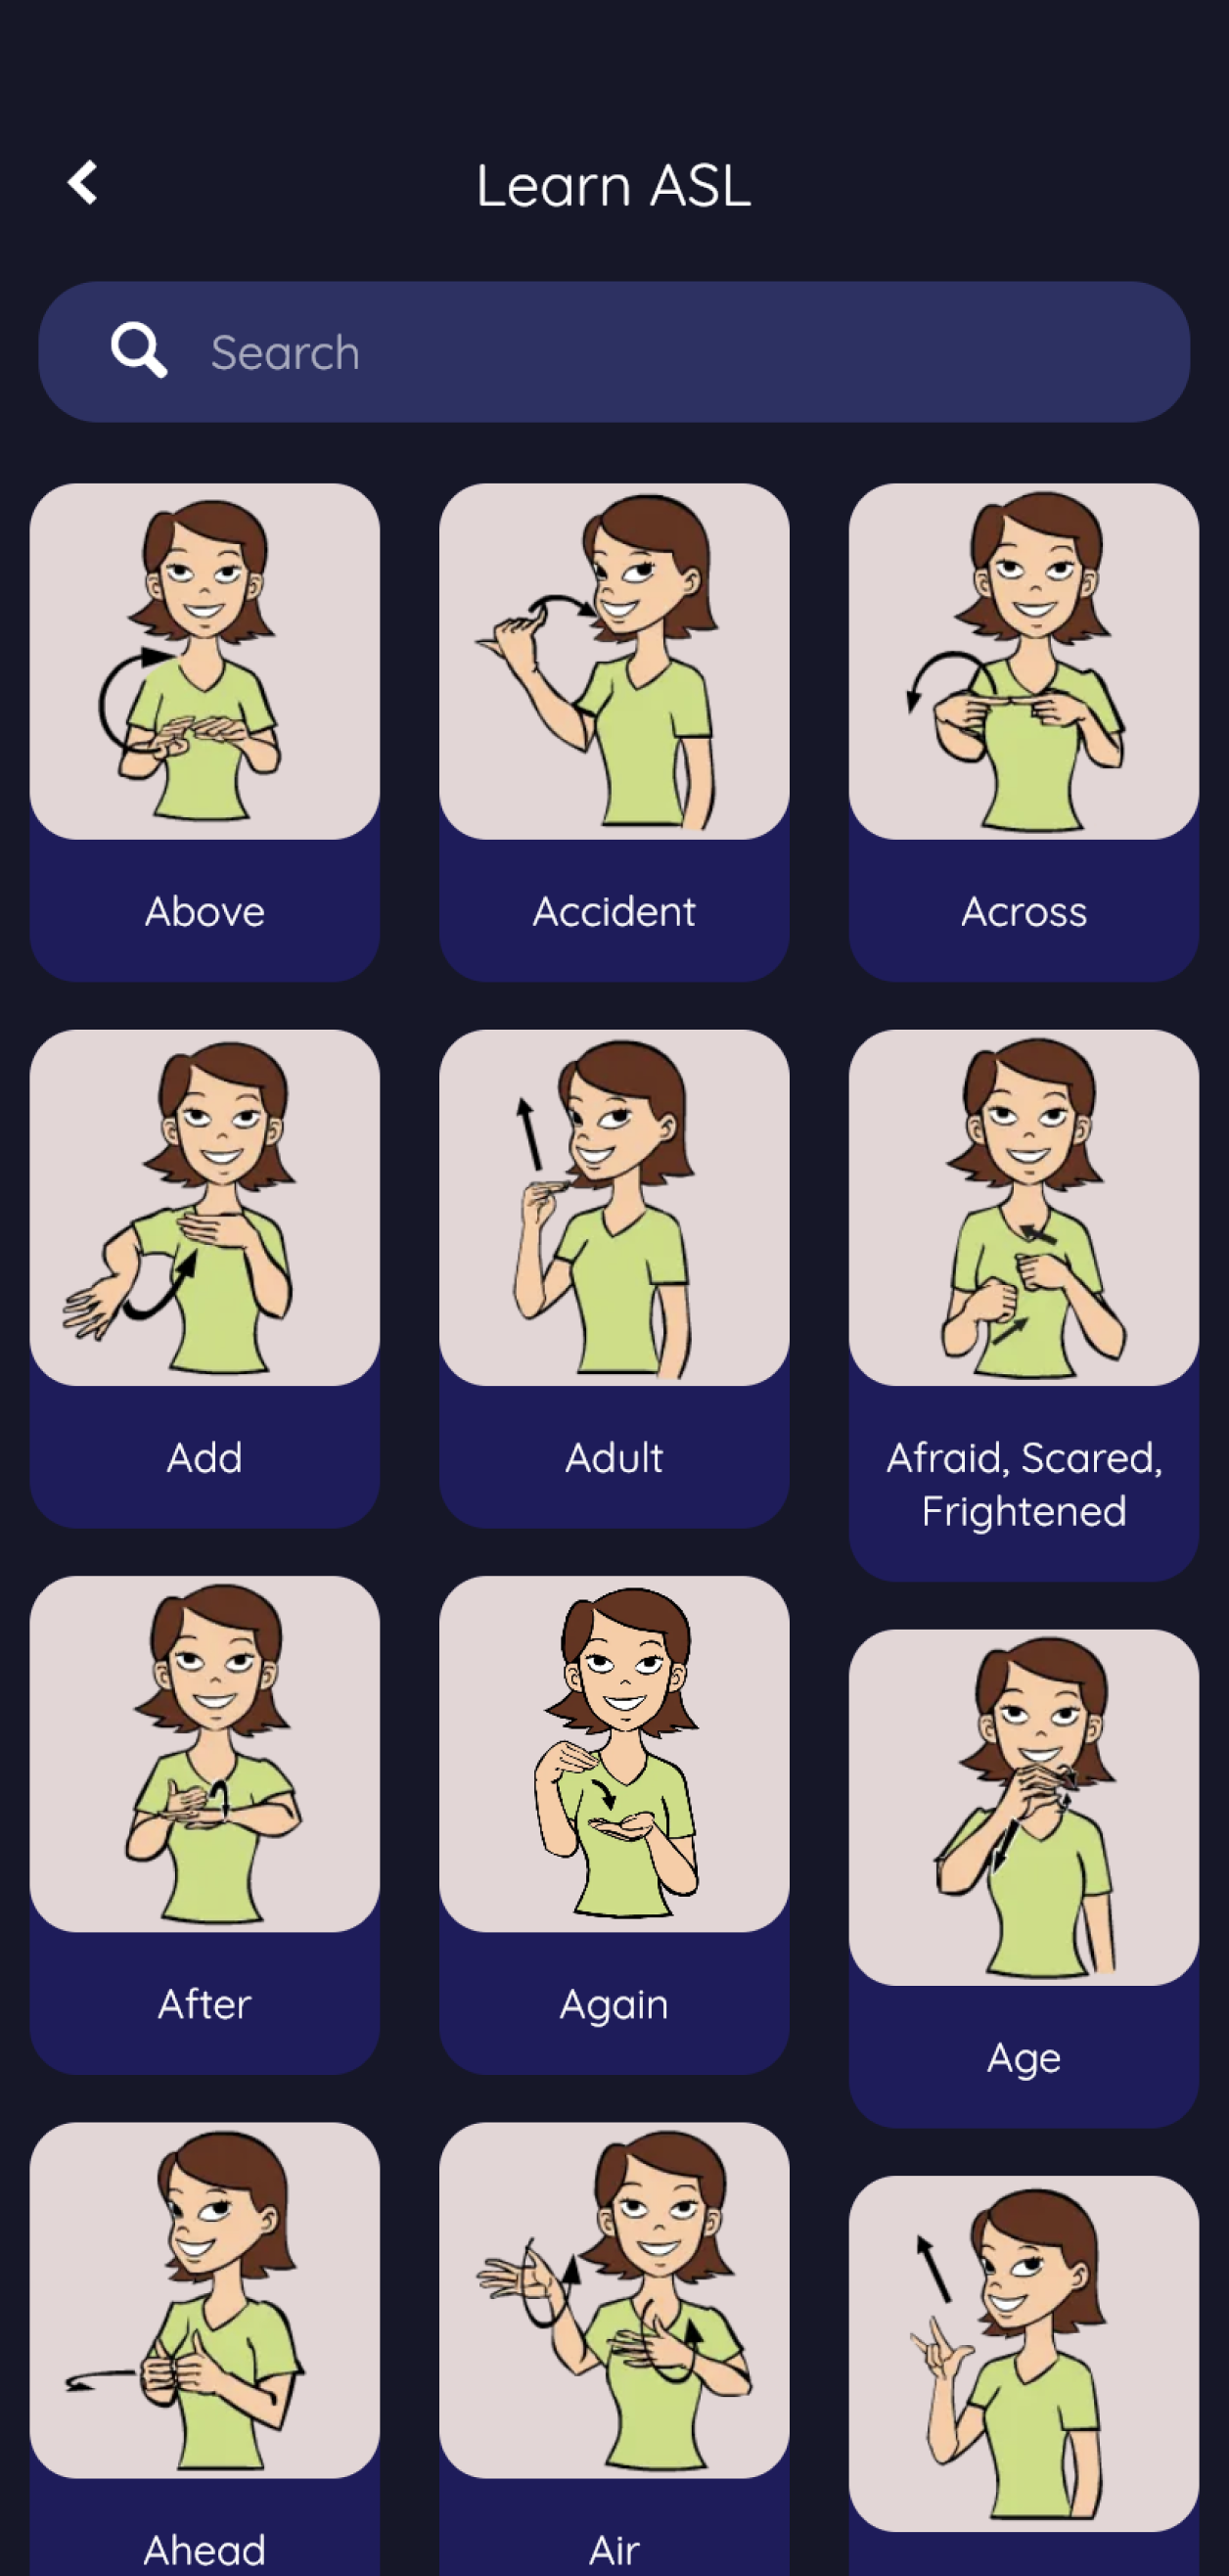 Learn ASL
Search
Above
Accident
Across
Add
Adult
Afraid, Scared,
Frightened
After
Again
Age
Ahead
Air